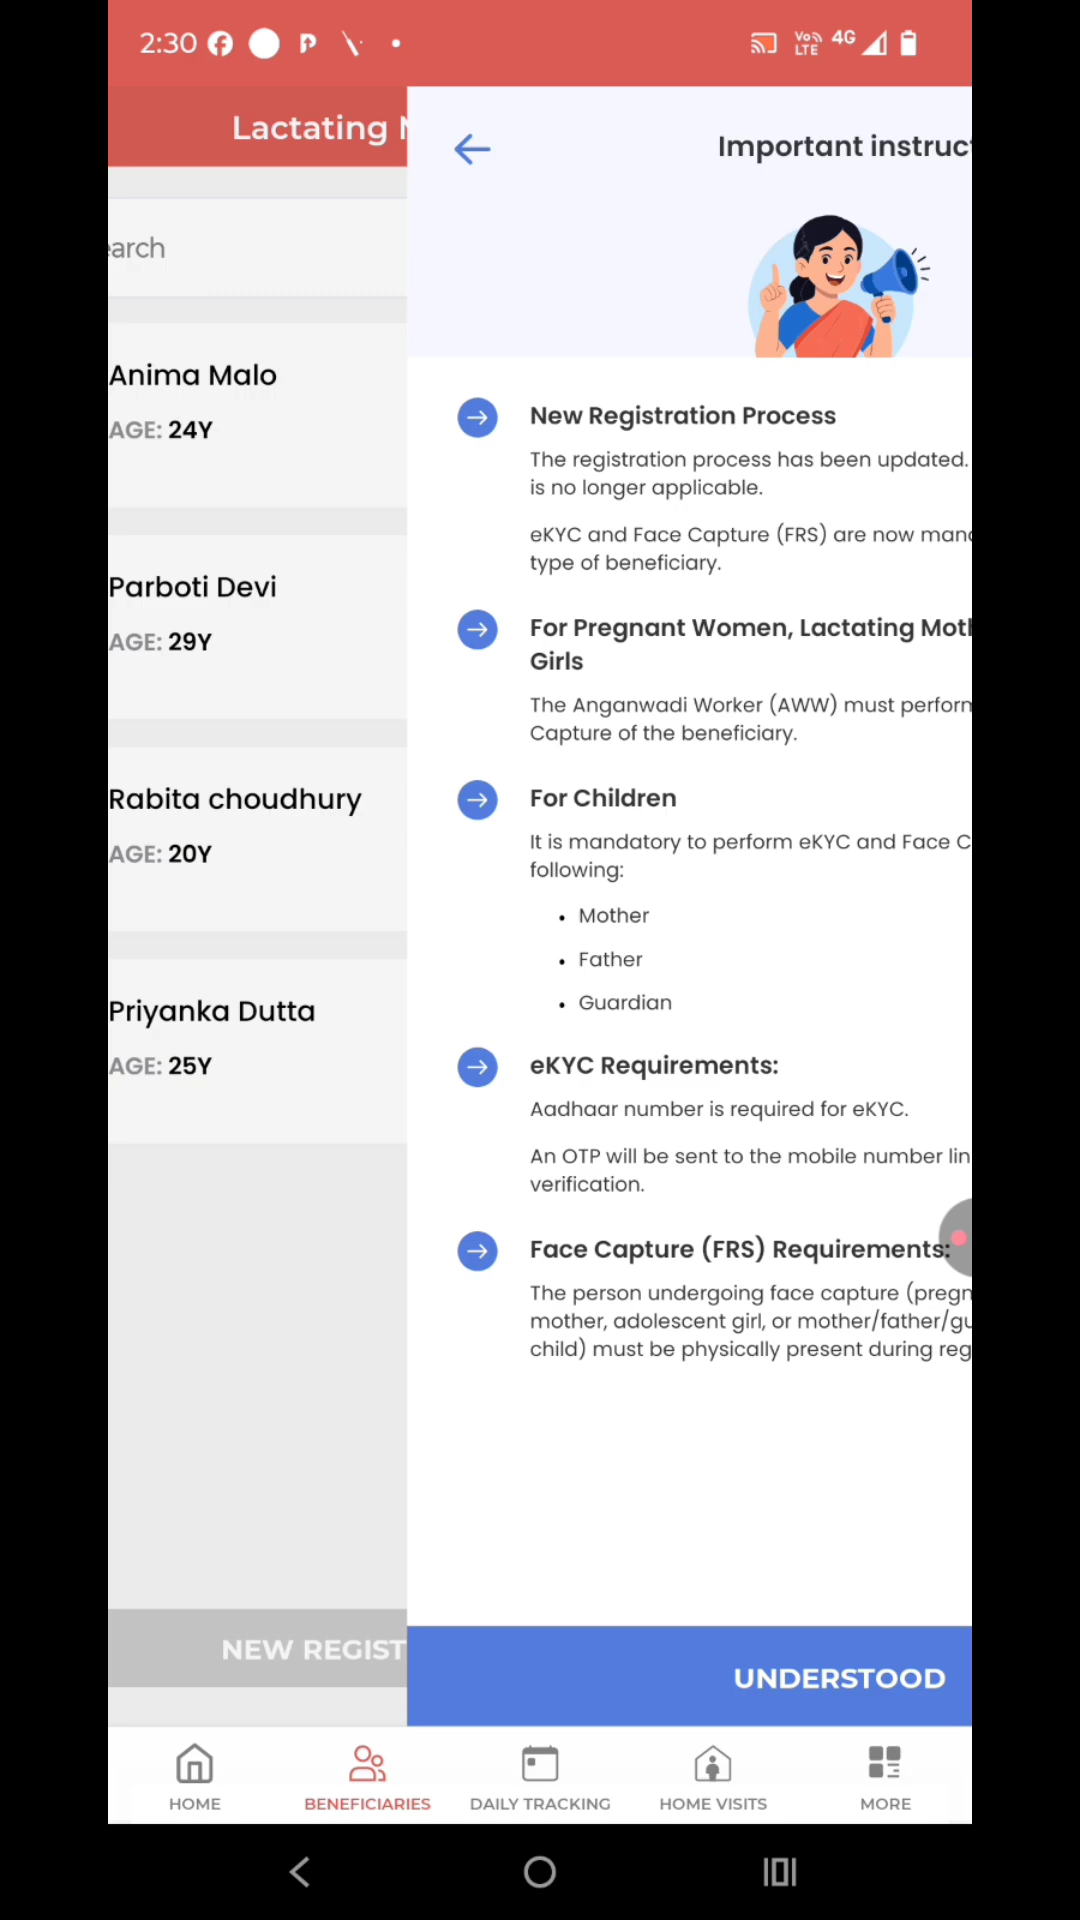 2:30
Vo LTE 4G
Lactating
earch
Anima Malo
AGE: 24Y
Parboti Devi
AGE: 29Y
Rabita choudhury
AGE: 20Y
Priyanka Dutta
AGE: 25Y
NEW REGIST
Important instruc
New Registration Process
The registration process has been updated.
is no longer applicable.
eKYC and Face Capture (FRS) are now man
type of beneficiary.
For Pregnant Women, Lactating Mot
Girls
The Anganwadi Worker (AWW) must perform
Capture of the beneficiary.
For Children
It is mandatory to perform eKYC and Face C
following:
• Mother
• Father
• Guardian
eKYC Requirements:
Aadhaar number is required for eKYC.
An OTP will be sent to the mobile number lin
verification.
Face Capture (FRS) Requirements:
The person undergoing face capture (pregn
mother, adolescent girl, or mother/father/gu
child) must be physically present during reg
UNDERSTOOD
HOME
BENEFICIARIES
DAILY TRACKING
HOME VISITS
MORE